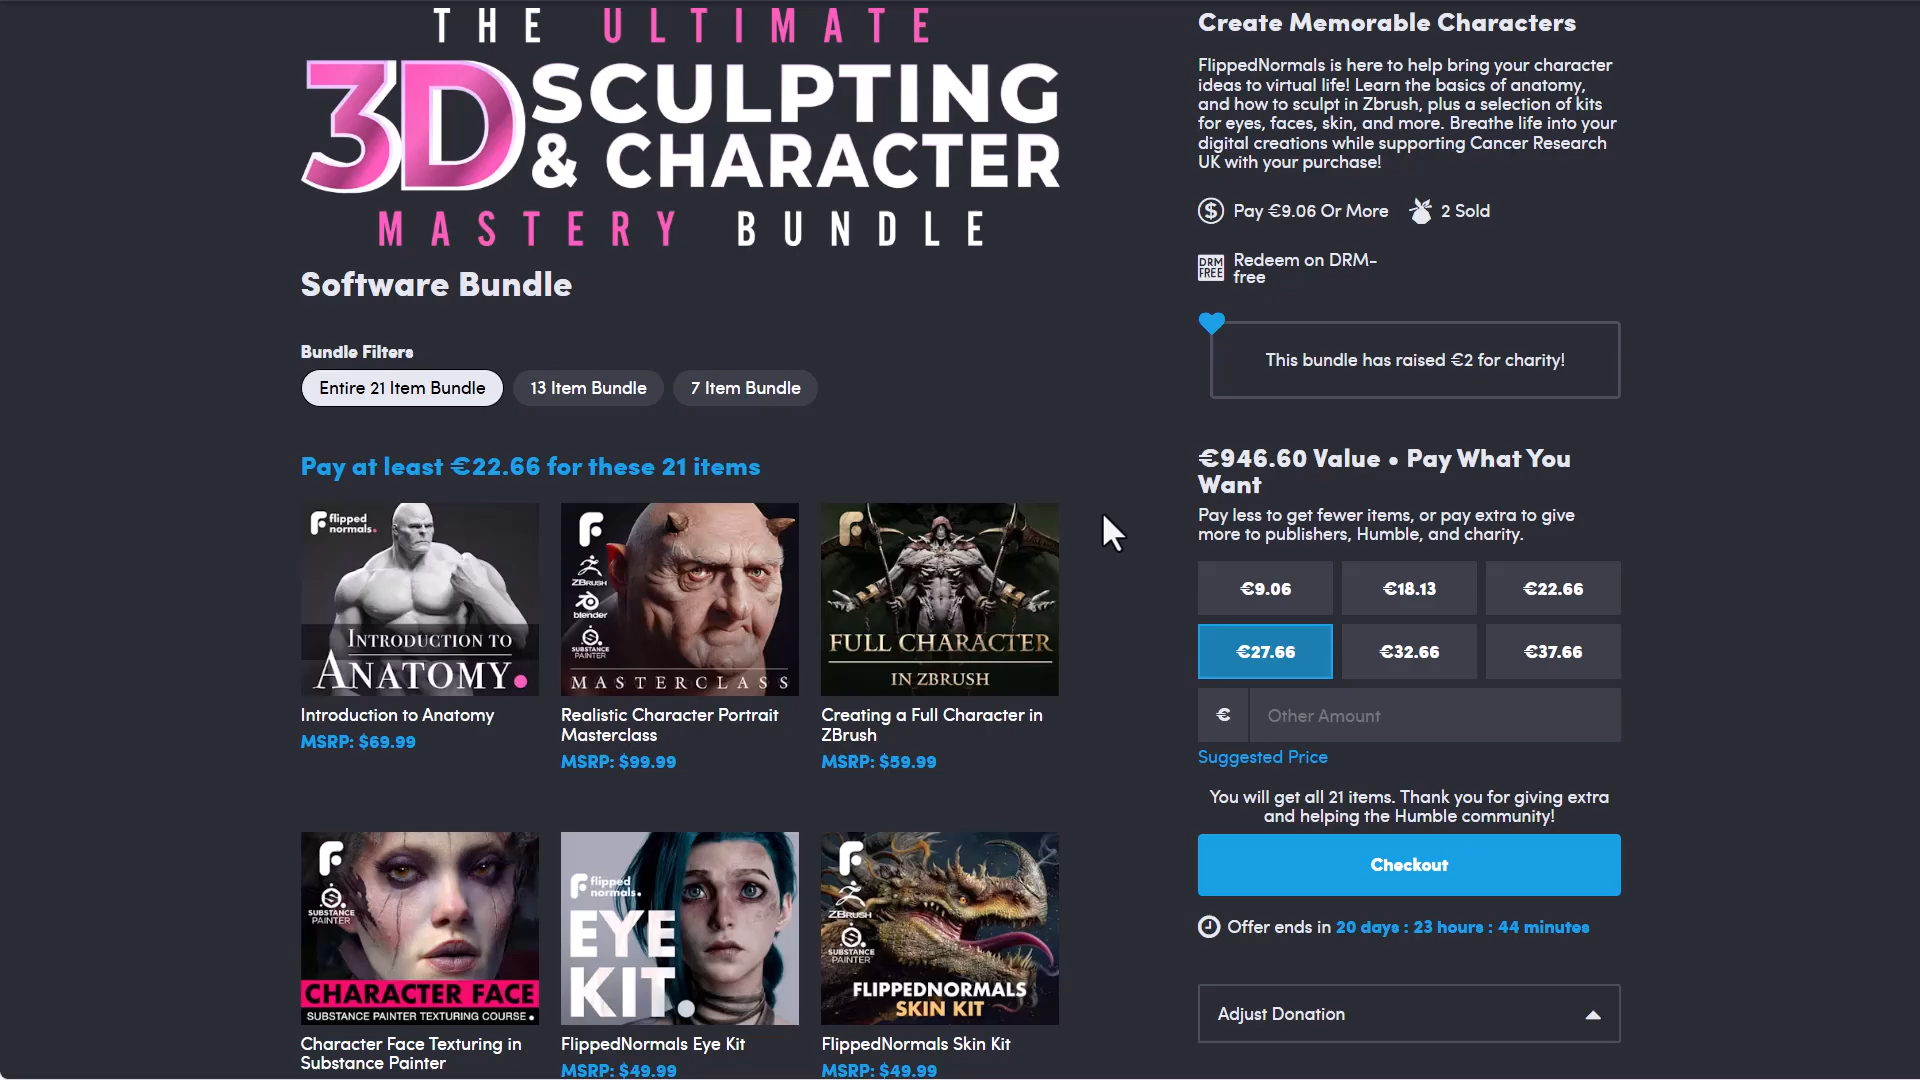 THE ULTIMATE
3D SCULPTING
& CHARACTER
MASTERY BUNDLE
Software Bundle
Bundle Filters
Entire 21 Item Bundle
13 Item Bundle
7 Item Bundle
Pay at least €22.66 for these 21 items
flipped
normals.
INTRODUCTION TO
ANATOMY.
Introduction to Anatomy
MSRP: $69.99
ZBRUSH
blender
SUBSTANCE
PAINTER
MASTERCLASS
Realistic Character Portrait
Masterclass
MSRP: $99.99
FULL CHARACTER
IN ZBRUSH
Creating a Full Character in
ZBrush
MSRP: $59.99
SUBSTANCE
PAINTER
CHARACTER FACE
SUBSTANCE PAINTER TEXTURING COURSE.
Character Face Texturing in
Substance Painter
flipped
normals.
EYE
KIT.
FlippedNormals Eye Kit
MSRP: $49.99
ZBRUSH
SUBSTANCE
PAINTER
FLIPPEDNORMALS
SKIN KIT
FlippedNormals Skin Kit
MSRP: $49.99
Create Memorable Characters
FlippedNormals is here to help bring your character
ideas to virtual life! Learn the basics of anatomy,
and how to sculpt in Zbrush, plus a selection of kits
for eyes, faces, skin, and more. Breathe life into your
digital creations while supporting Cancer Research
UK with your purchase!
$ Pay €9.06 Or More
2 Sold
DRM
FREE
Redeem on DRM-
free
This bundle has raised €2 for charity!
€946.60 Value • Pay What You
Want
Pay less to get fewer items, or pay extra to give
more to publishers, Humble, and charity.
€9.06
€18.13
€22.66
€27.66
€32.66
€37.66
€ Other Amount
Suggested Price
You will get all 21 items. Thank you for giving extra
and helping the Humble community!
Checkout
Offer ends in 20 days : 23 hours : 44 minutes
Adjust Donation